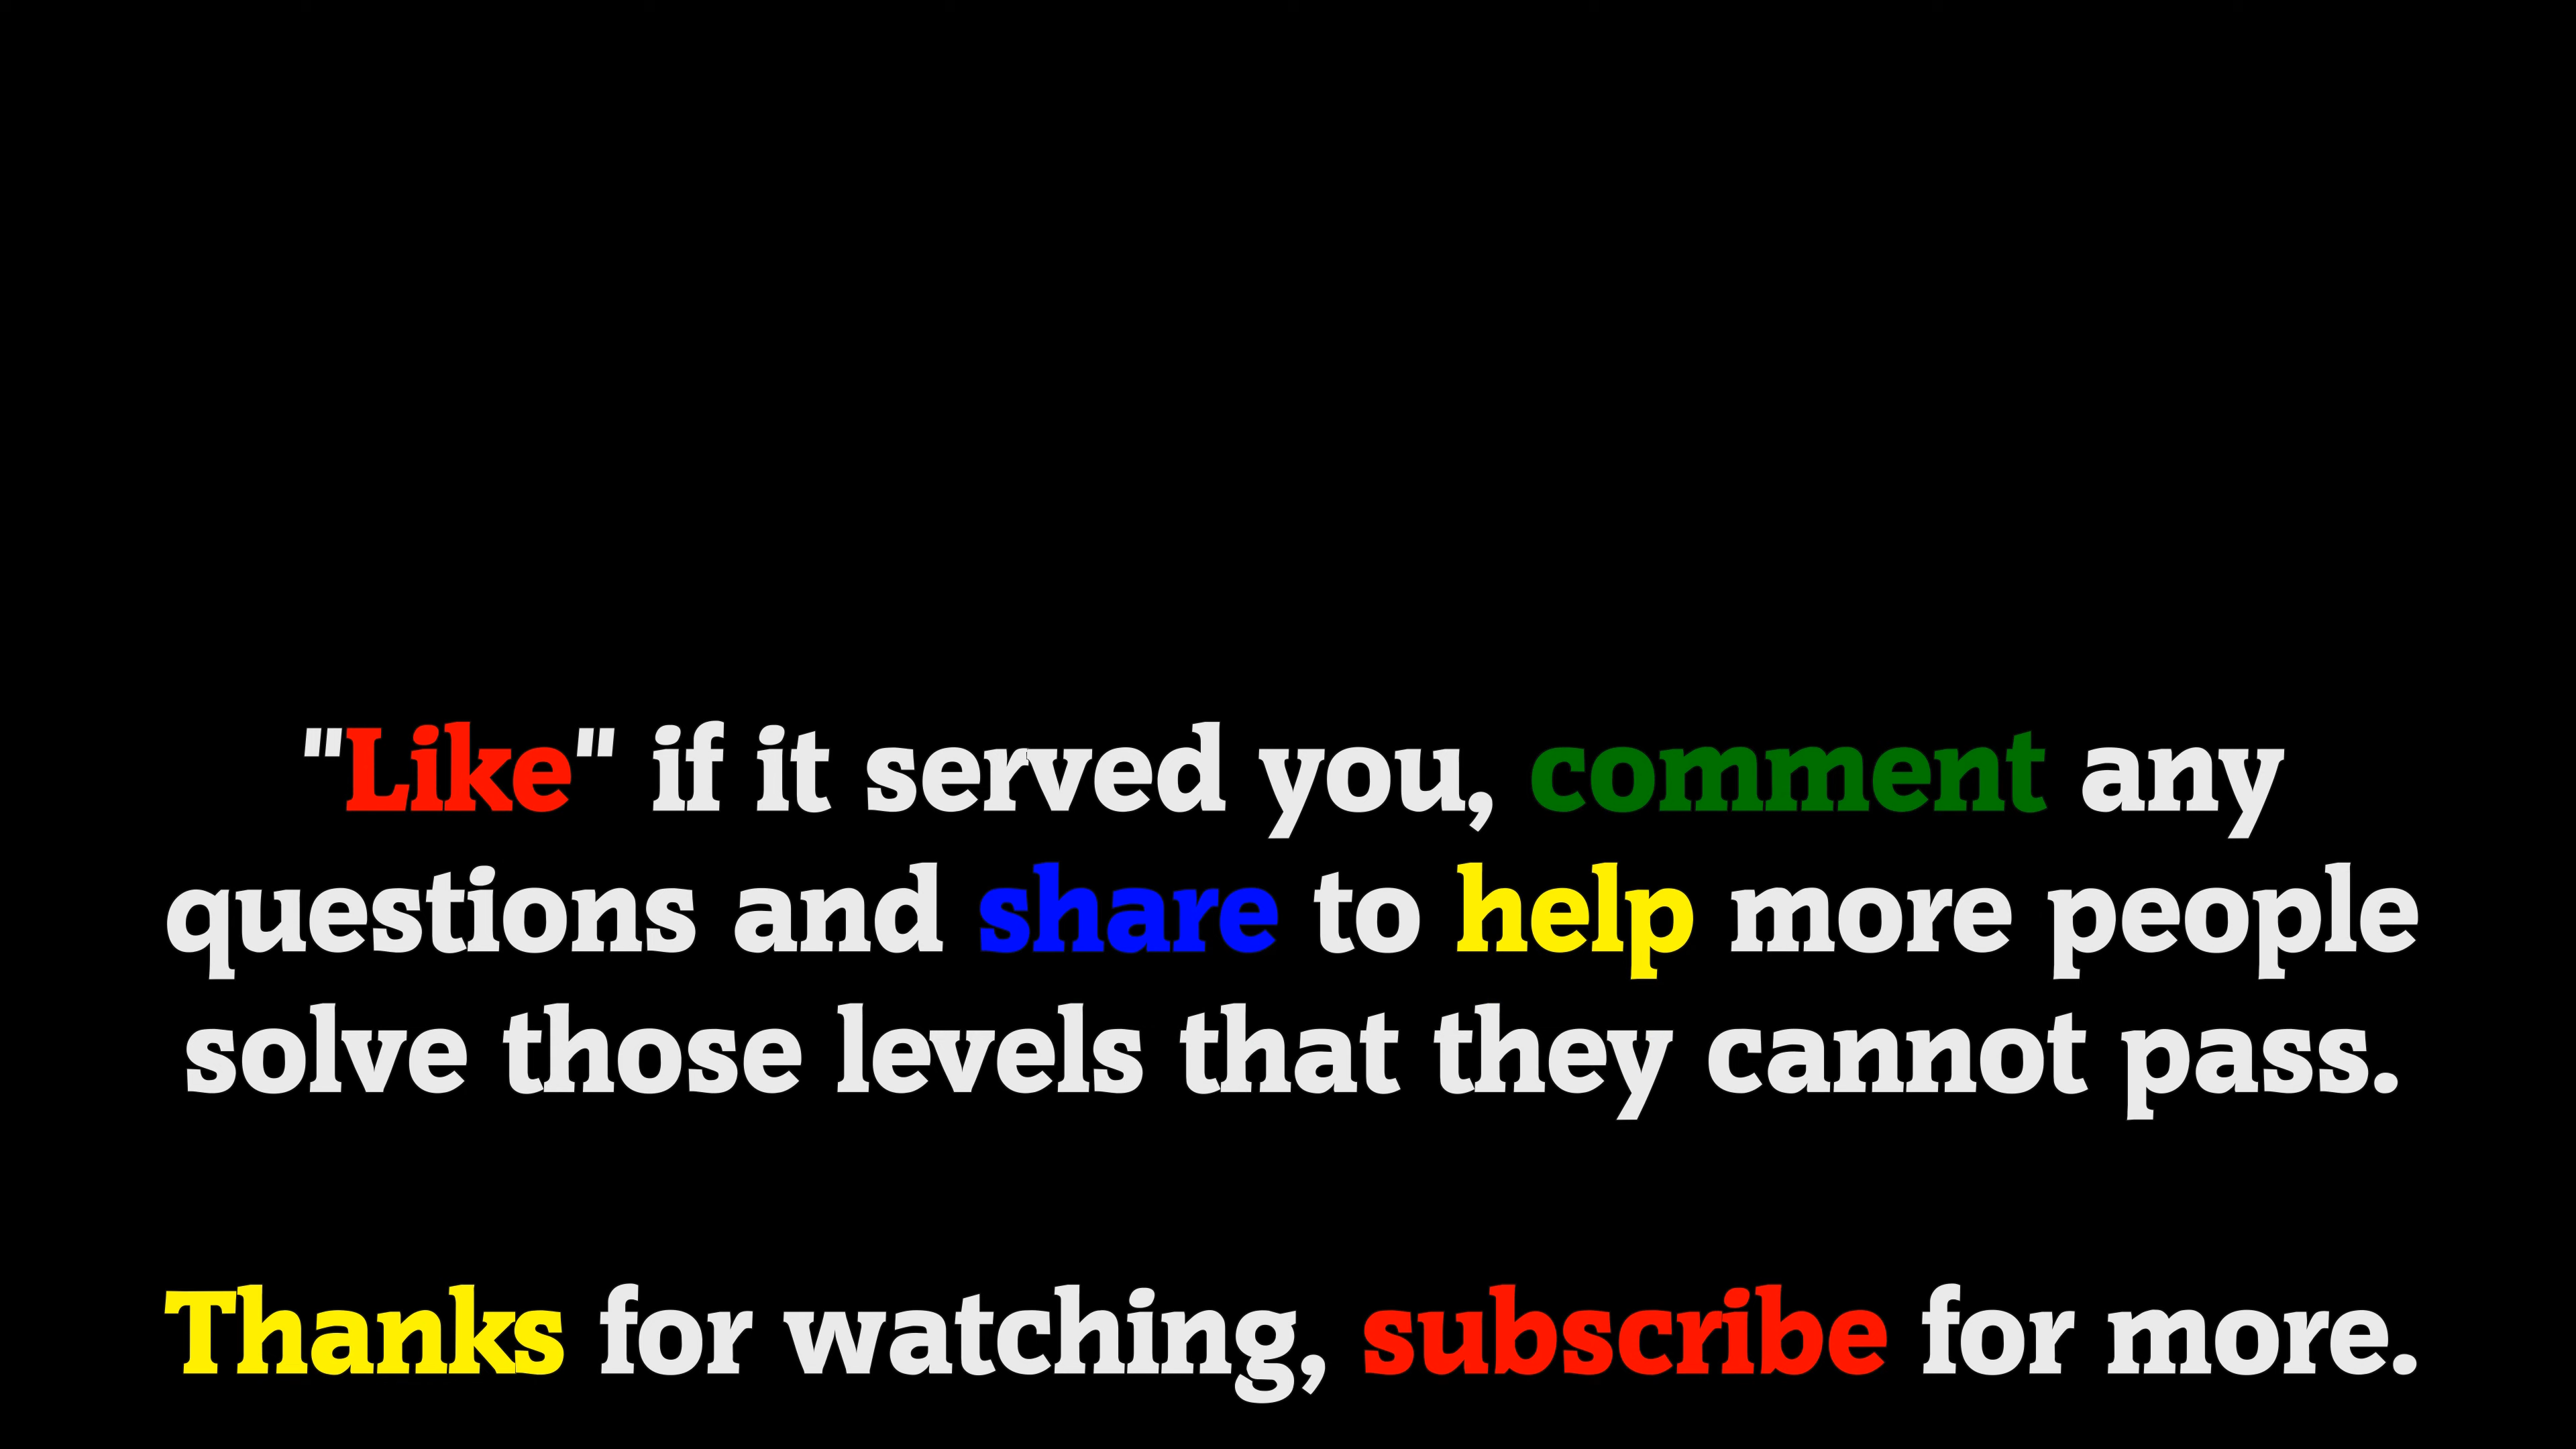 "Like" if it served you, comment any
questions and share to help more people
solve those levels that they cannot pass.
Thanks for watching, subscribe for more.